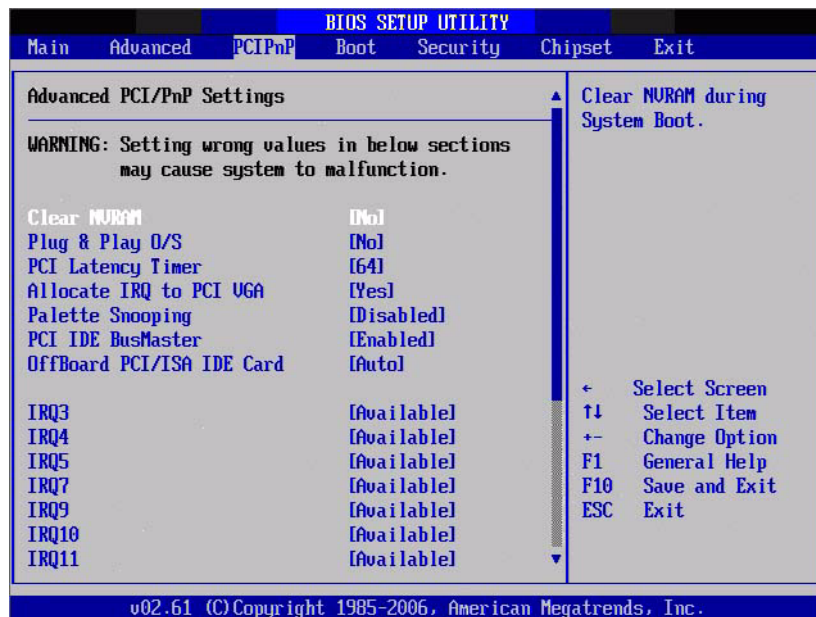 BIOS SETUP UTILITY
Main Advanced PCIPnP Boot Security Chipset Exit
Advanced PCI/PnP Settings
WARNING: Setting wrong values in below sections
may cause system to malfunction.
Clear NVRAM [No]
Plug & Play O/S [No]
PCI Latency Timer [64]
Allocate IRQ to PCI VGA [Yes]
Palette Snooping [Disabled]
PCI IDE BusMaster [Enabled]
OffBoard PCI/ISA IDE Card [Auto]
IRQ3 [Available]
IRQ4 [Available]
IRQ5 [Available]
IRQ7 [Available]
IRQ9 [Available]
IRQ10 [Available]
IRQ11 [Available]
Clear NVRAM during
System Boot.
← Select Screen
↑↓ Select Item
+- Change Option
F1 General Help
F10 Save and Exit
ESC Exit
v02.61 (C)Copyright 1985-2006, American Megatrends, Inc.